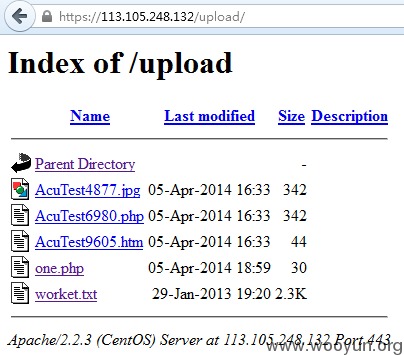 https://113.105.248.132/upload/
Index of /upload
Name Last modified Size Description
Parent Directory -
AcuTest4877.jpg 05-Apr-2014 16:33 342
AcuTest6980.php 05-Apr-2014 16:33 342
AcuTest9605.htm 05-Apr-2014 16:33 44
one.php 05-Apr-2014 18:59 30
worket.txt 29-Jan-2013 19:20 2.3K
Apache/2.2.3 (CentOS) Server at 113.105.248.132 Port 443
www.wooyun.org